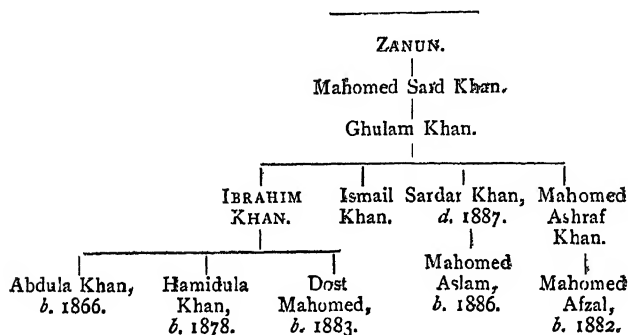 ZANUN.
Mahomed Said Khan.
Ghulam Khan.
IBRAHIM KHAN.
Ismail Khan.
Sardar Khan, d. 1887.
Mahomed Ashraf Khan.
Abdula Khan, b. 1866.
Hamidula Khan, b. 1878.
Dost Mahomed, b. 1883.
Mahomed Aslam, b. 1886.
Mahomed Afzal, b. 1882.